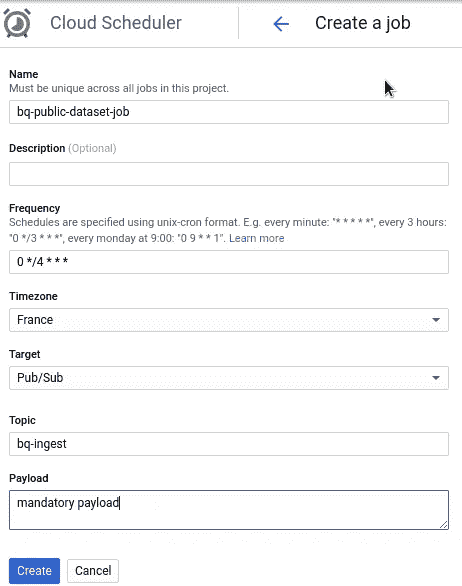 Cloud Scheduler
Create a job
Name
Must be unique across all jobs in this project.
bq-public-dataset-job
Description (Optional)
Frequency
Schedules are specified using unix-cron format. E.g. every minute: "* * * * *", every 3 hours:
"0 */3 * * *", every monday at 9:00: "0 9 * * 1". Learn more
0 */4 * * *
Timezone
France
Target
Pub/Sub
Topic
bq-ingest
Payload
mandatory payload
Create Cancel